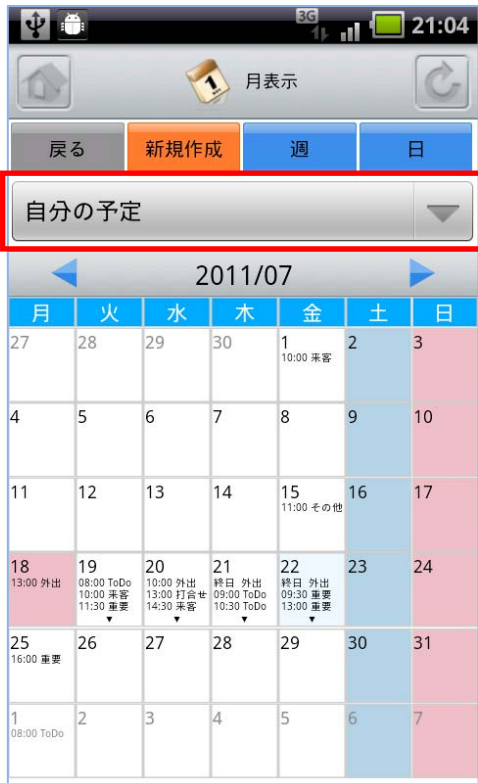 3G 21:04
1 月表示
戻る 新規作成 週 日
自分の予定
2011/07
月 火 水 木 金 土 日
27 28 29 30 1 2 3
10:00 来客
4 5 6 7 8 9 10
11 12 13 14 15 16 17
11:00 その他
18 19 20 21 22 23 24
13:00 外出 08:00 ToDo 10:00 外出 終日 外出 終日 外出
10:00 来客 13:00 打合せ 09:00 ToDo 09:30 重要
11:30 重要 14:30 来客 10:30 ToDo 13:00 重要
25 26 27 28 29 30 31
16:00 重要
1 2 3 4 5 6 7
08:00 ToDo